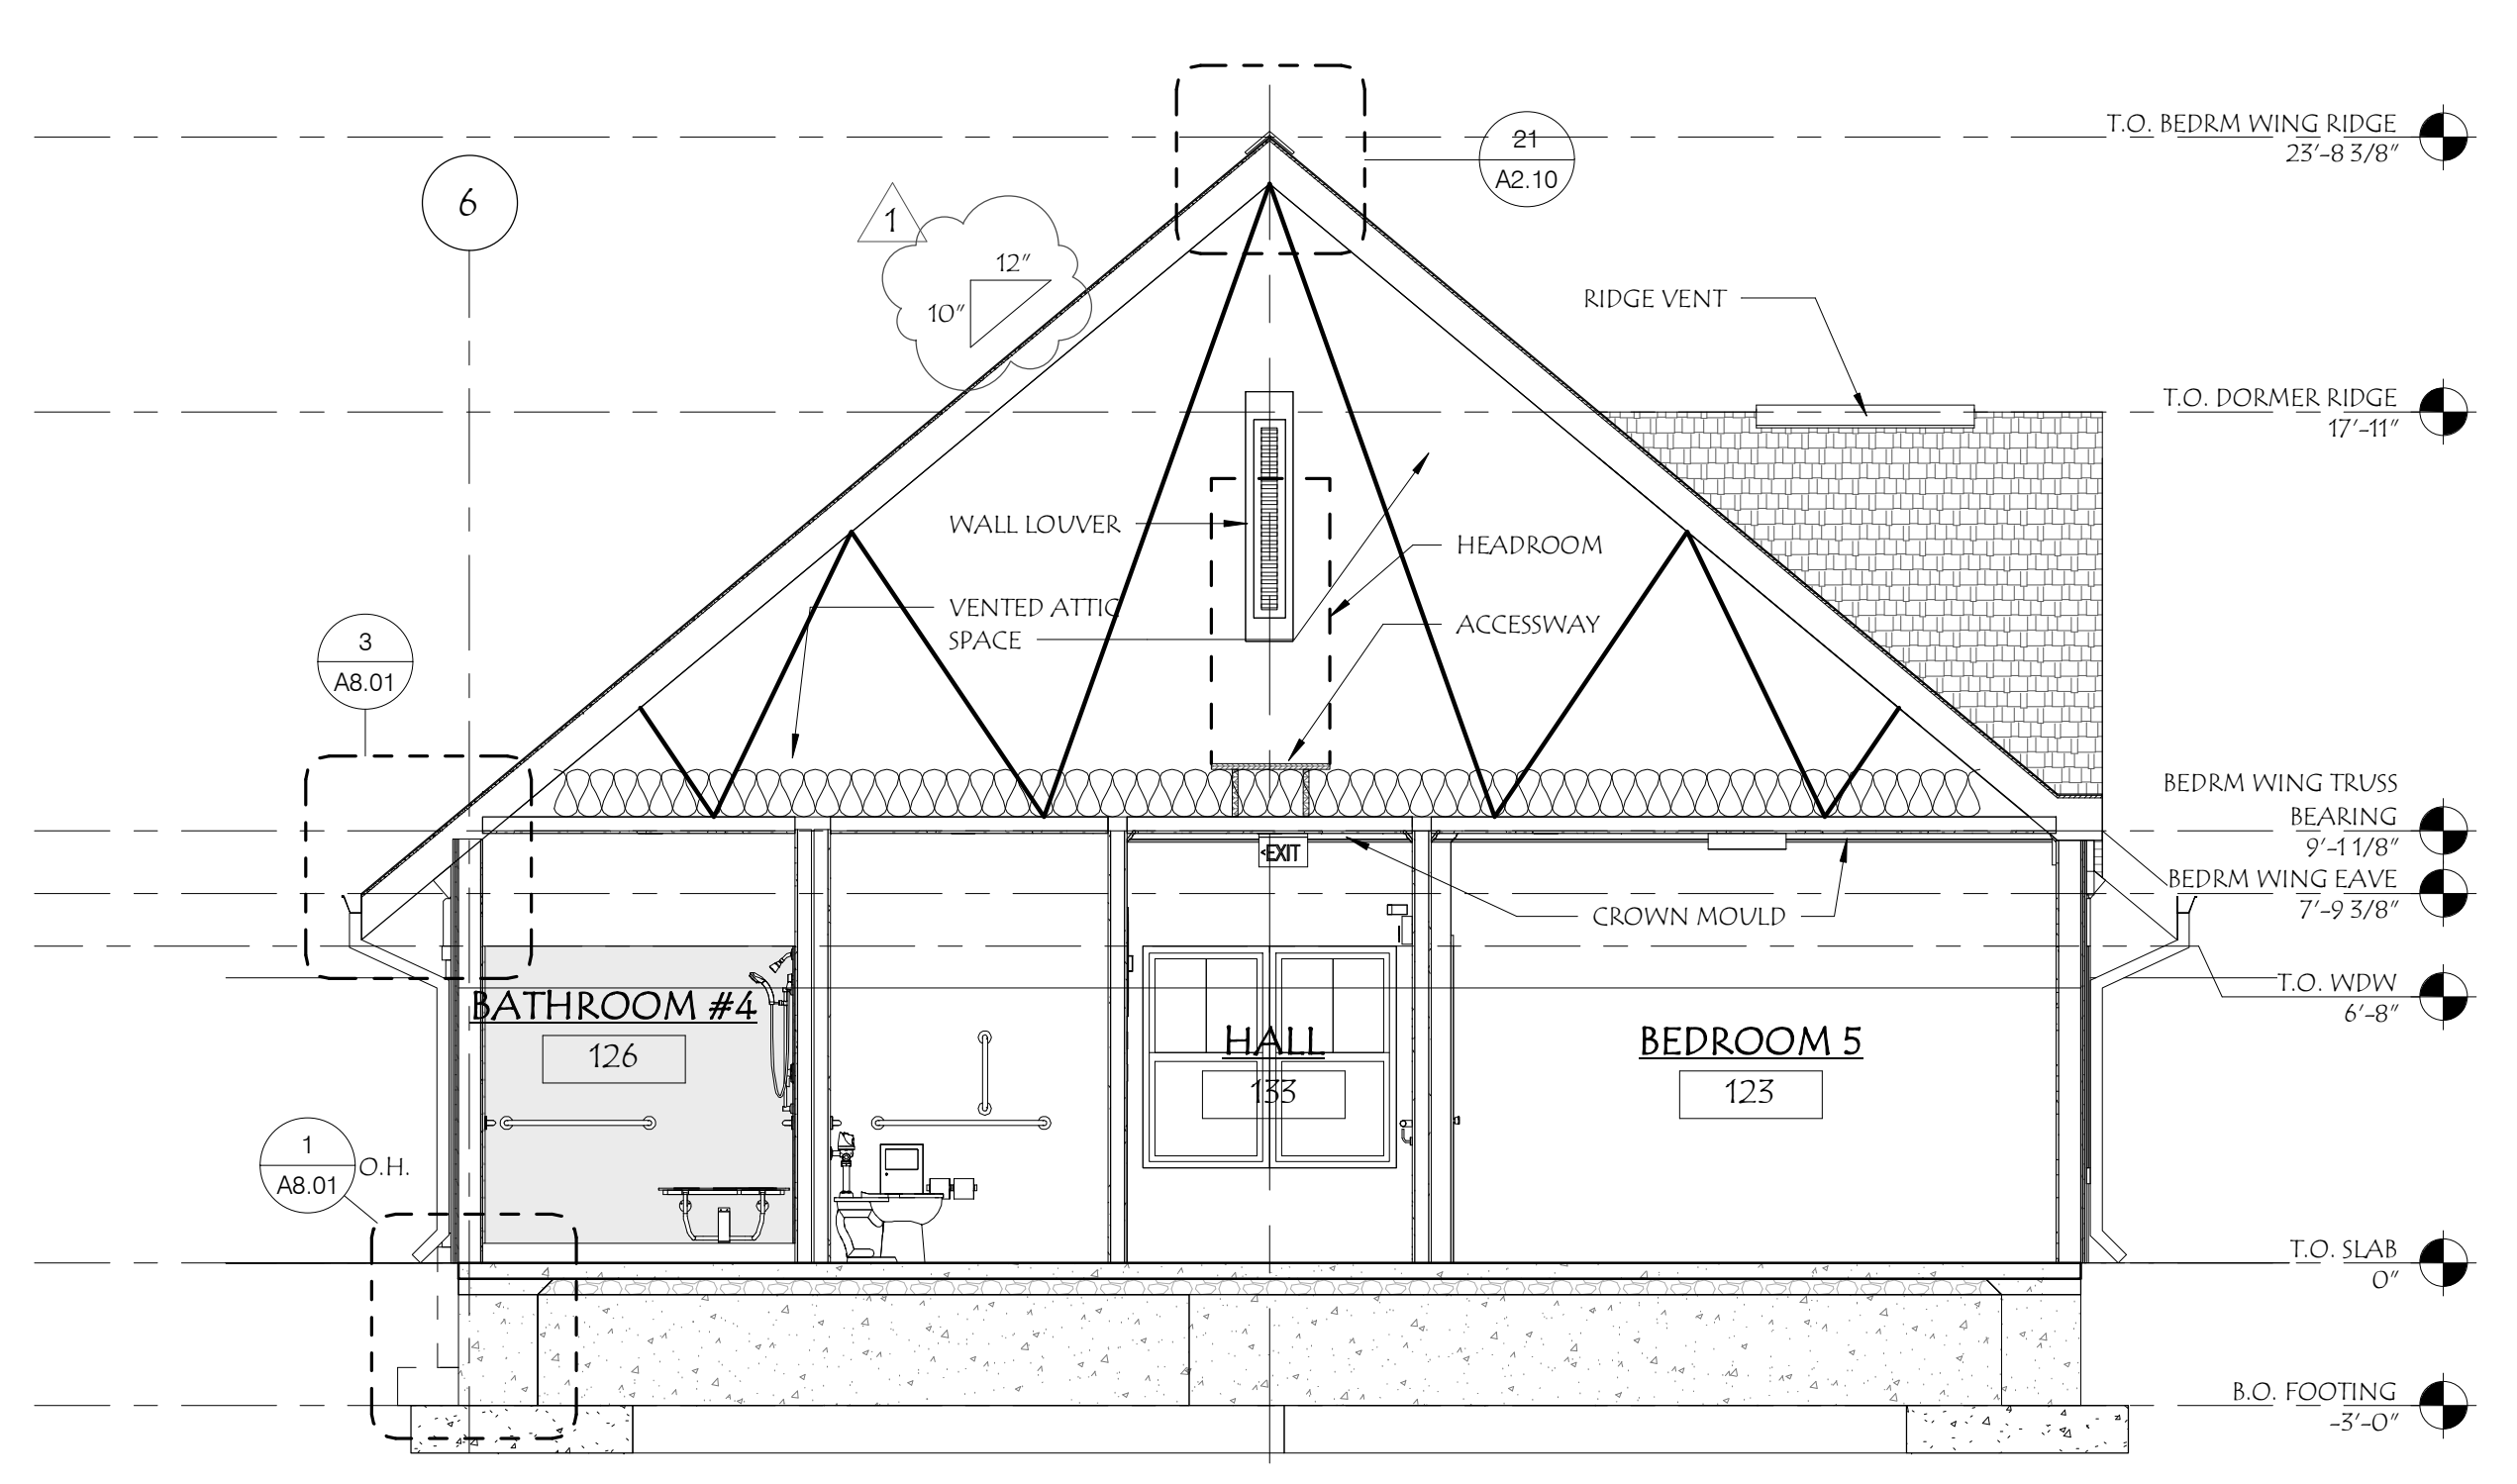 T.O. BEDRM WING RIDGE
23'-8 3/8"
21
A2.10
6
1
12"
10"
RIDGE VENT
T.O. DORMER RIDGE
17'-11"
WALL LOUVER
HEADROOM
VENTED ATTIC
SPACE
ACCESSWAY
3
A8.01
BEDRM WING TRUSS
BEARING
9'-1 1/8"
<EXIT
BEDRM WING EAVE
7'-9 3/8"
CROWN MOULD
T.O. WDW
6'-8"
BATHROOM #4
126
HALL
133
BEDROOM 5
123
1
A8.01
O.H.
T.O. SLAB
0"
B.O. FOOTING
-3'-0"